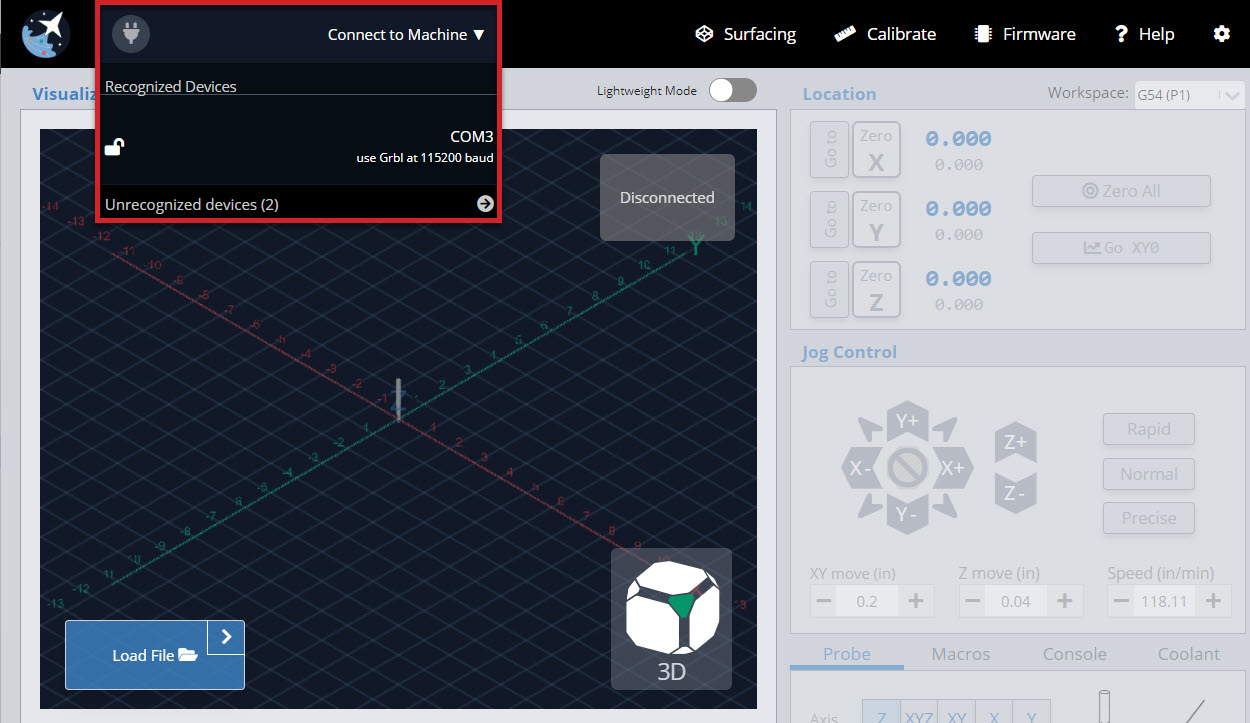 Connect to Machine ▼
Surfacing
Calibrate
Firmware
? Help
Recognized Devices
COM3
use Grbl at 115200 baud
Unrecognized devices (2)
Visualiz
Lightweight Mode
Disconnected
Y
Load File
3D
Location
Workspace: G54 (P1)
Go to
Zero X
0.000
0.000
Go to
Zero Y
0.000
0.000
Go to
Zero Z
0.000
0.000
Zero All
Go XY0
Jog Control
Y+
X-
X+
Y-
Z+
Z-
Rapid
Normal
Precise
XY move (in)
Z move (in)
Speed (in/min)
− 0.2 +
− 0.04 +
− 118.11 +
Probe Macros Console Coolant
Axis Z XYZ XY X Y